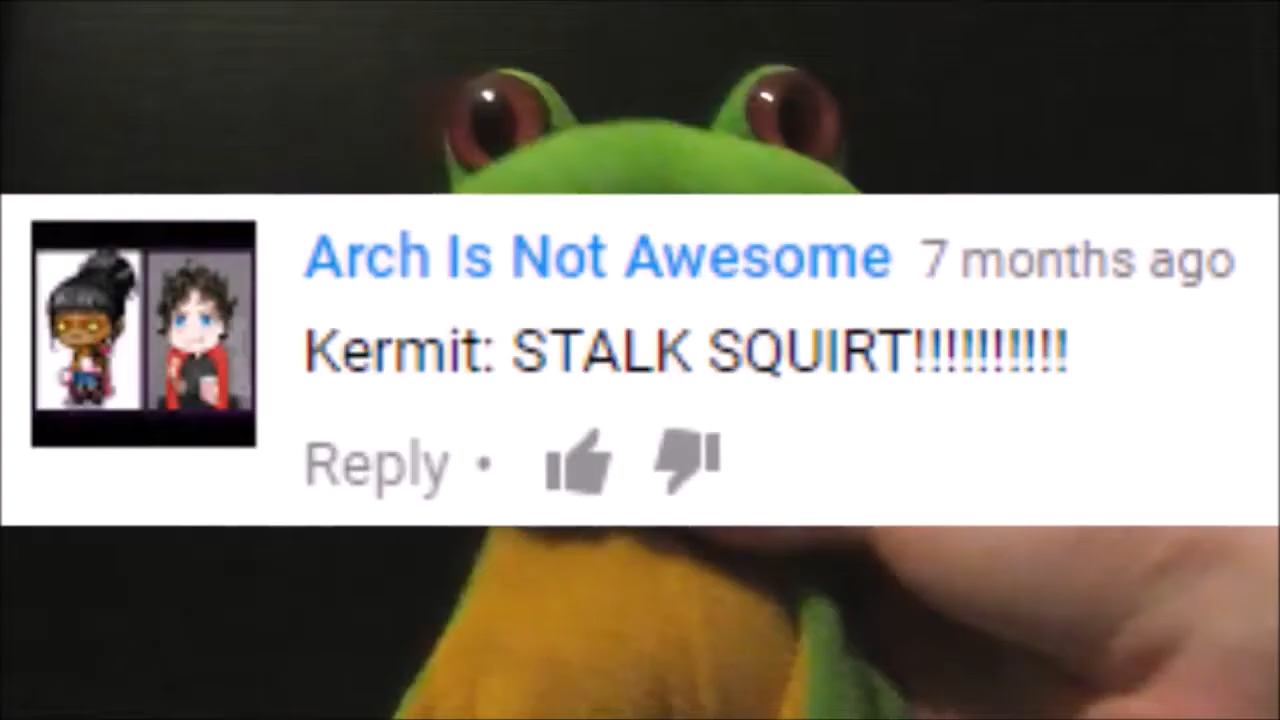 Arch Is Not Awesome 7 months ago
Kermit: STALK SQUIRT!!!!!!!!!!
Reply •